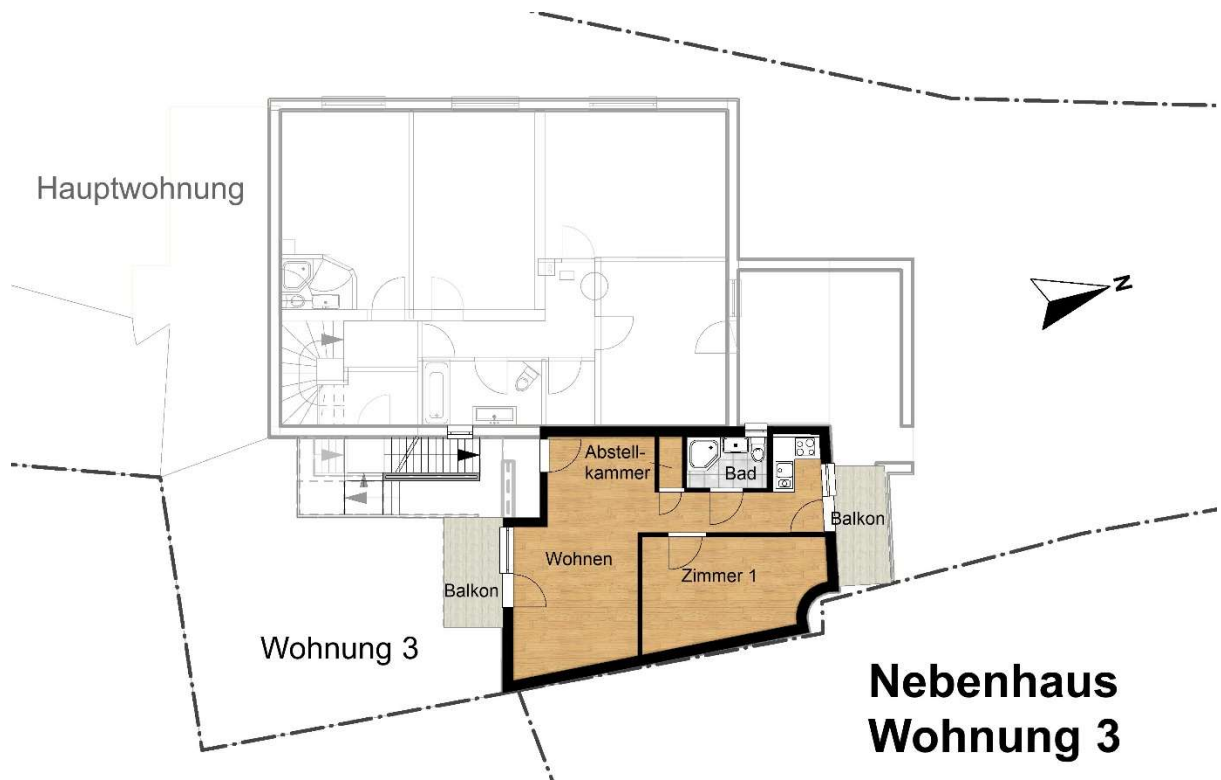 Hauptwohnung
N
Abstell-
kammer
Bad
Balkon
Wohnen
Zimmer 1
Balkon
Wohnung 3
Nebenhaus
Wohnung 3